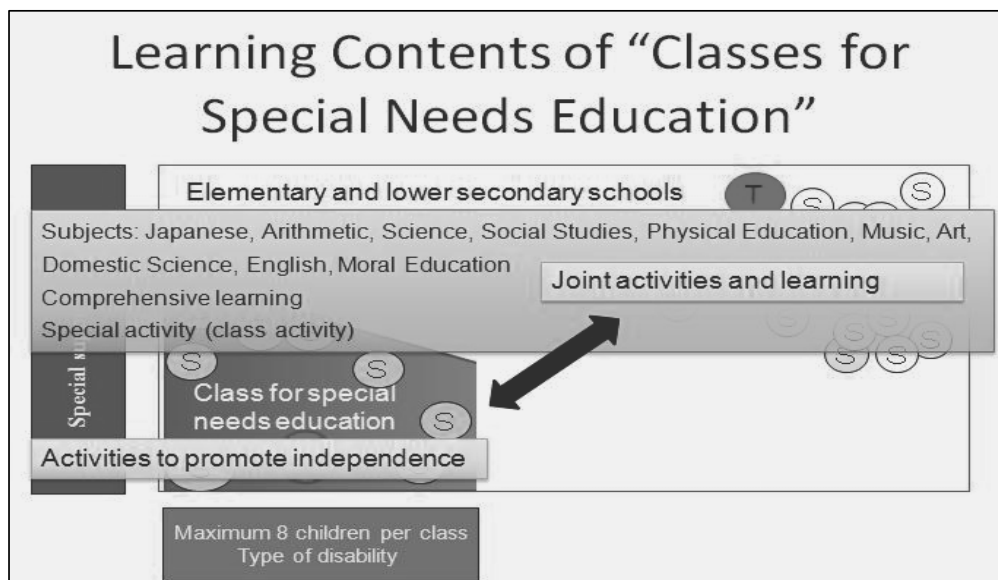 Learning Contents of “Classes for
Special Needs Education”
Elementary and lower secondary schools
T
S
S
Subjects: Japanese, Arithmetic, Science, Social Studies, Physical Education, Music, Art,
Domestic Science, English, Moral Education
Joint activities and learning
Comprehensive learning
Special activity (class activity)
Special
S
S
S
S
S
S
S
S
Class for special
needs education
S
Activities to promote independence
Maximum 8 children per class
Type of disability